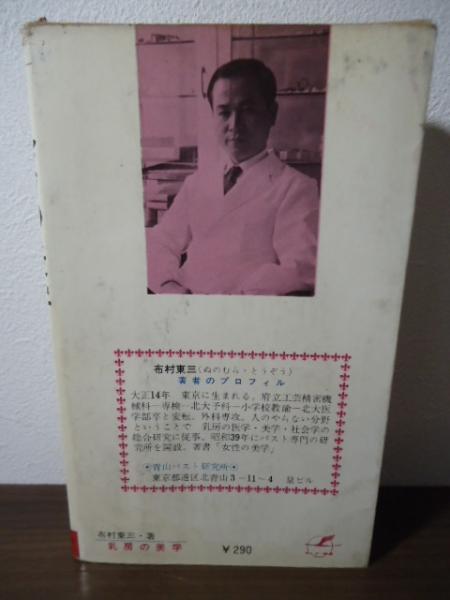 布村東三(ぬのむら・とうぞう)
著者のプロフィル
大正14年 東京に生まれる。府立工芸精密機
械科―専検―北大予科―小学校教諭―北大医
学部卒と変転。外科専攻。人のやらない分野
ということで 乳房の医学・美学・社会学の
総合研究に従事。昭和39年にバスト専門の研
究所を開設。著書「女性の美学」
青山バスト研究所
東京都港区北青山3-11-4 呈ビル
布村東三・著
乳房の美学
¥290